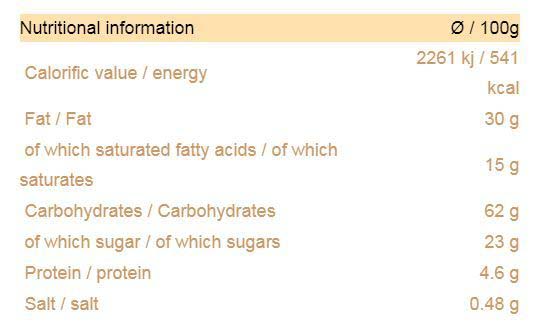 Nutritional information Ø / 100g
Calorific value / energy 2261 kj / 541
kcal
Fat / Fat 30 g
of which saturated fatty acids / of which
saturates 15 g
Carbohydrates / Carbohydrates 62 g
of which sugar / of which sugars 23 g
Protein / protein 4.6 g
Salt / salt 0.48 g